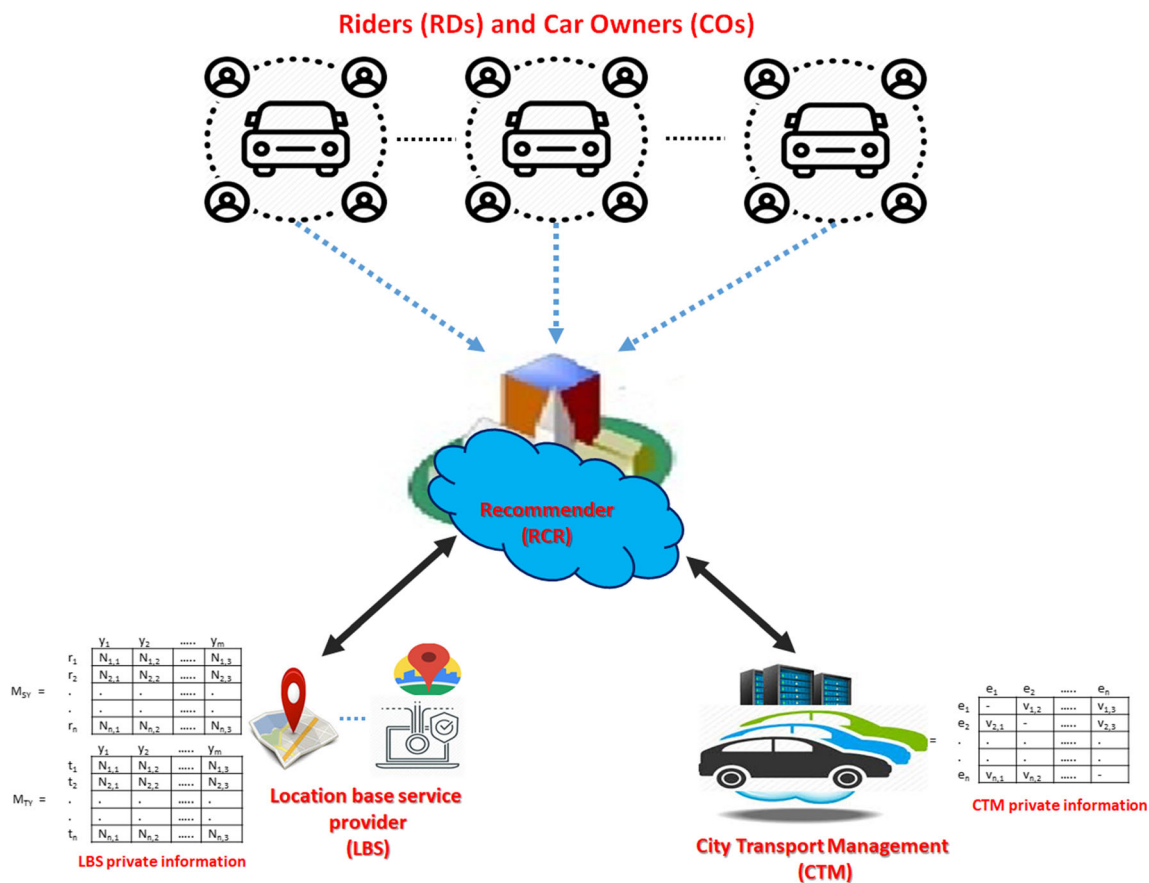 Riders (RDs) and Car Owners (COs)
Recommender
(RCR)
y1 y2 ..... ym
r1 N1,1 N1,2 ..... N1,3
r2 N2,1 N2,2 ..... N2,3
MSY = . . . ..... .
. . . ..... .
rn Nn,1 Nn,2 ..... Nn,3
y1 y2 ..... ym
t1 N1,1 N1,2 ..... N1,3
t2 N2,1 N2,2 ..... N2,3
MTY = . . . ..... .
. . . ..... .
tn Nn,1 Nn,2 ..... Nn,3
LBS private information
Location base service
provider
(LBS)
City Transport Management
(CTM)
e1 e2 ..... en
e1 - v1,2 ..... v1,3
= e2 v2,1 - ..... v2,3
. . . ..... .
. . . ..... .
en vn,1 vn,2 ..... -
CTM private information